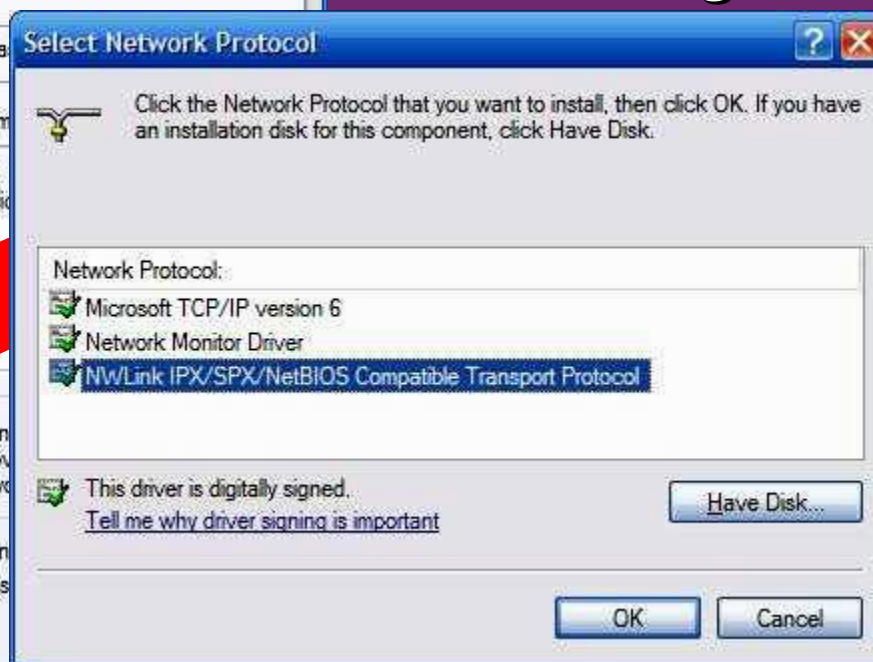 Select Network Protocol
Click the Network Protocol that you want to install, then click OK. If you have
an installation disk for this component, click Have Disk.
Network Protocol:
Microsoft TCP/IP version 6
Network Monitor Driver
NWLink IPX/SPX/NetBIOS Compatible Transport Protocol
This driver is digitally signed.
Have Disk...
Tell me why driver signing is important
OK
Cancel